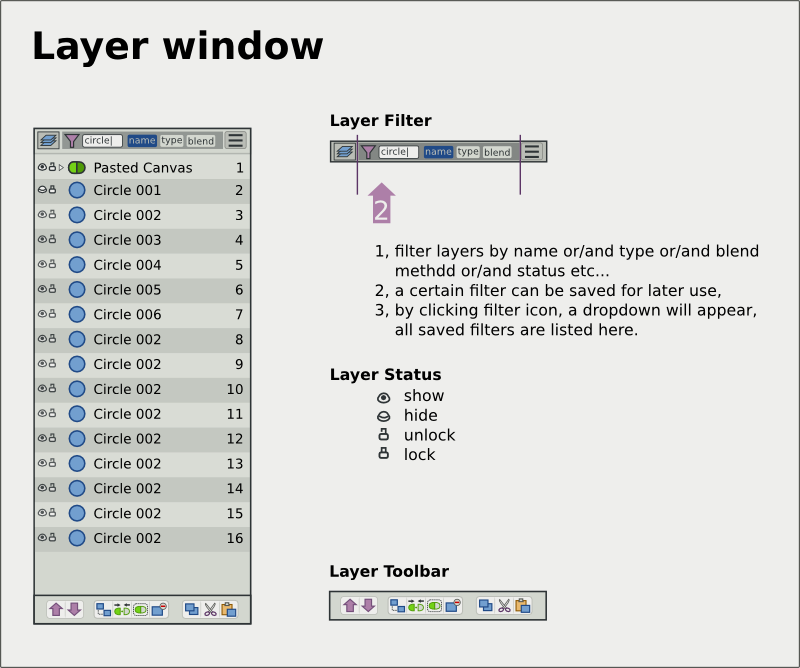 Layer window
circle| name type blend
Pasted Canvas 1
Circle 001 2
Circle 002 3
Circle 003 4
Circle 004 5
Circle 005 6
Circle 006 7
Circle 002 8
Circle 002 9
Circle 002 10
Circle 002 11
Circle 002 12
Circle 002 13
Circle 002 14
Circle 002 15
Circle 002 16
Layer Filter
circle| name type blend
2
1, filter layers by name or/and type or/and blend
methdd or/and status etc...
2, a certain filter can be saved for later use,
3, by clicking filter icon, a dropdown will appear,
all saved filters are listed here.
Layer Status
show
hide
unlock
lock
Layer Toolbar